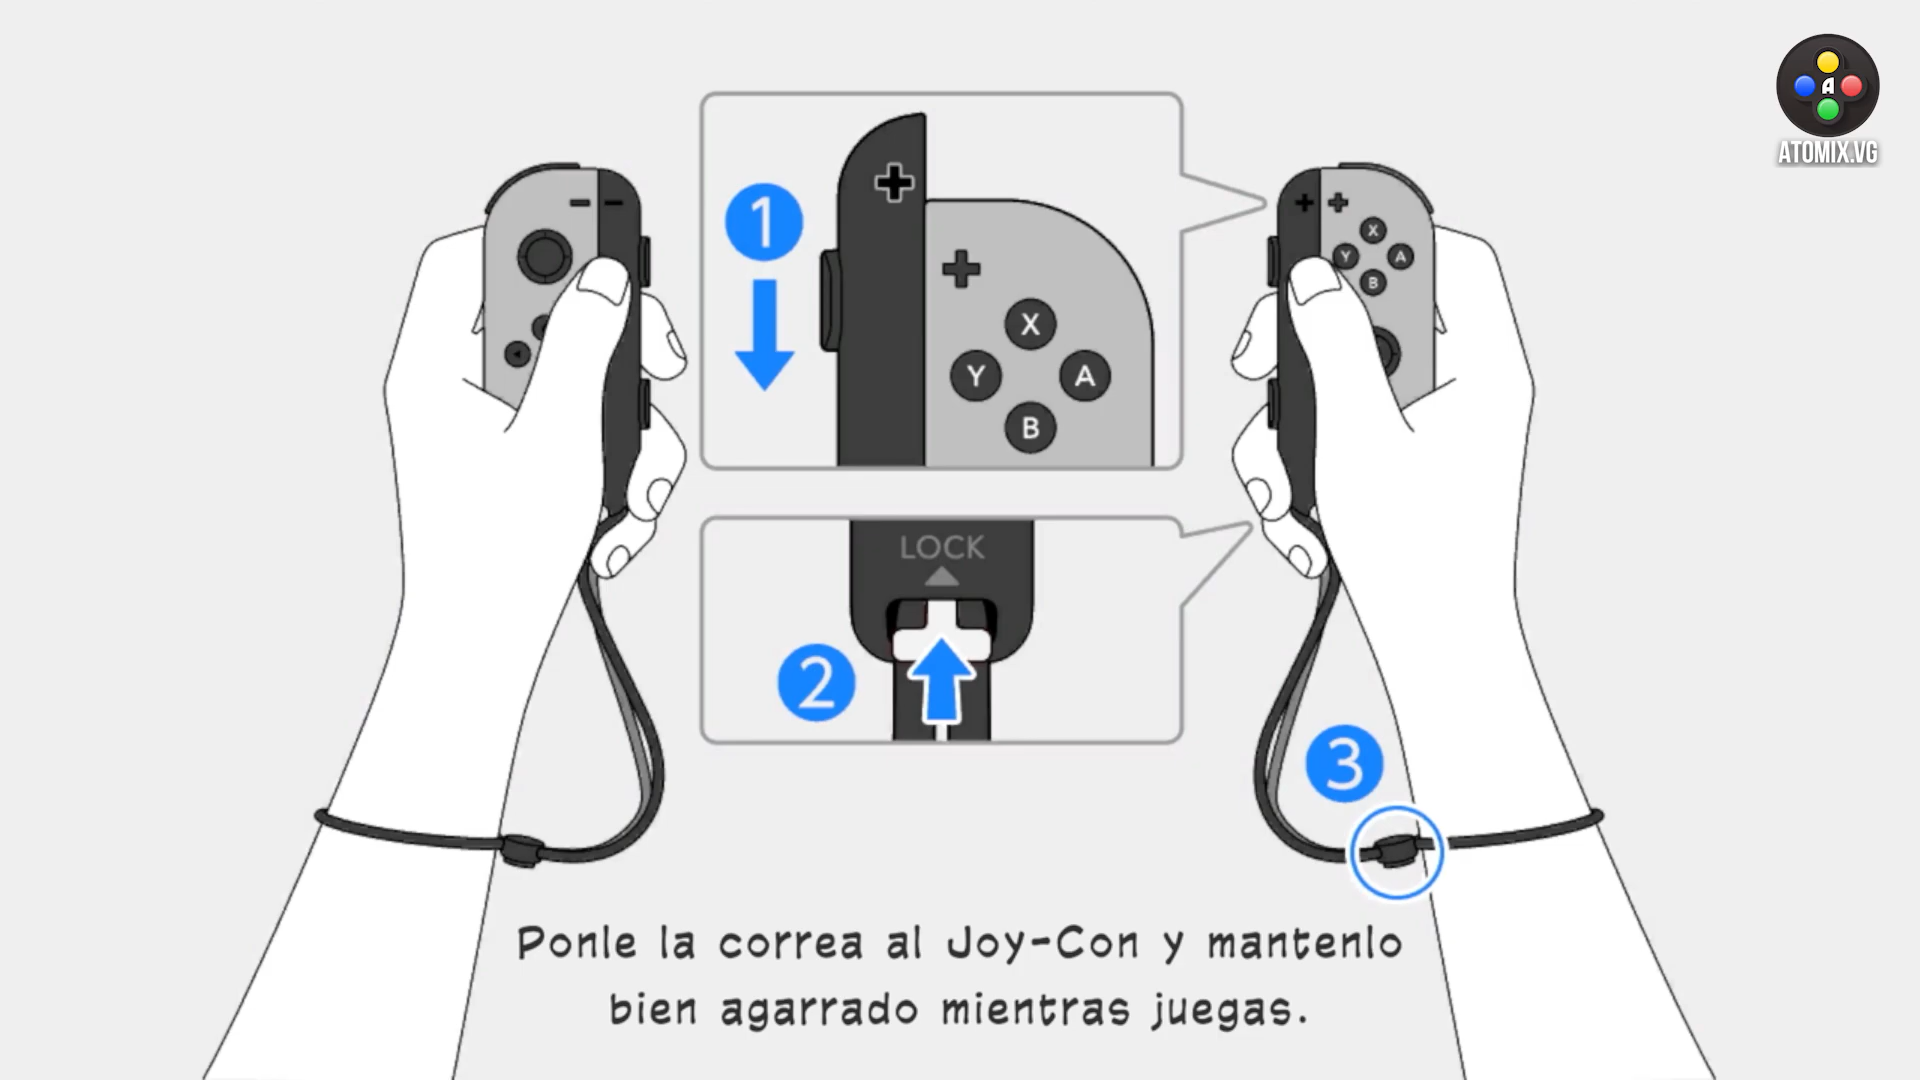 A
ATOMIX.VG
1
X
Y
A
B
X
Y
A
B
LOCK
2
3
Ponle la correa al Joy-Con y mantenlo
bien agarrado mientras juegas.